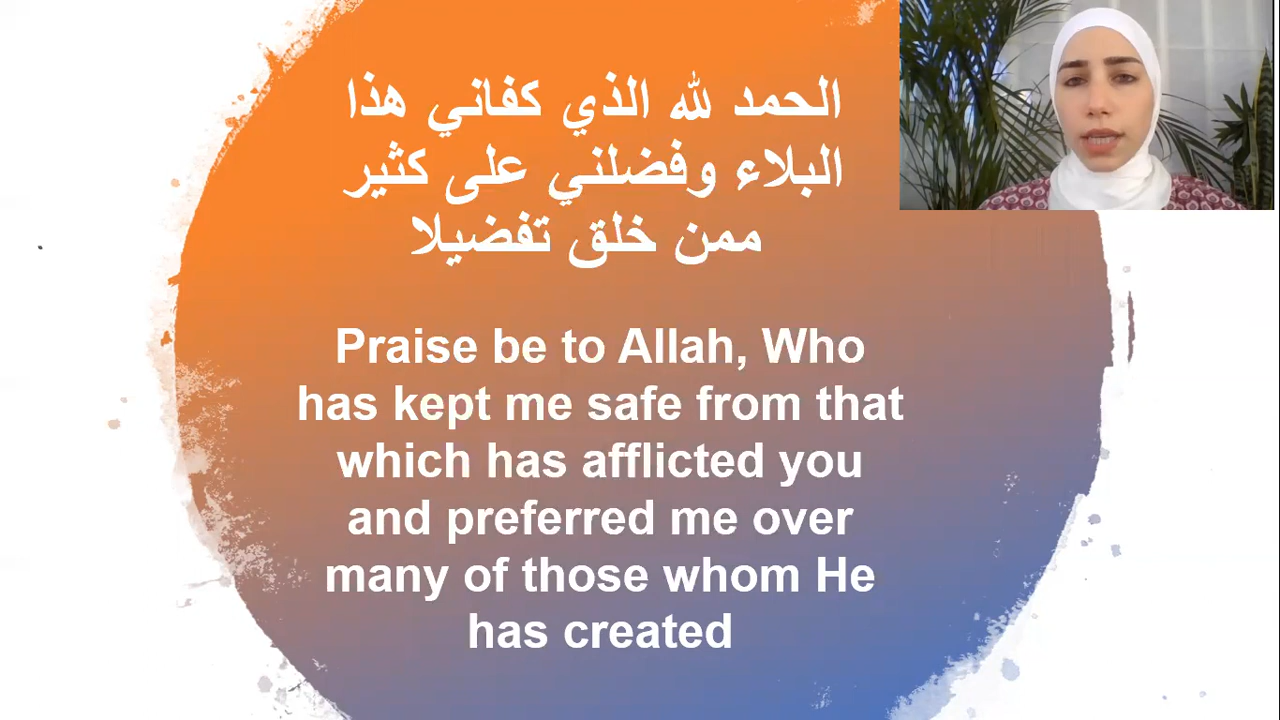 الحمد لله الذي كفاني هذا
البلاء وفضلني على كثير
ممن خلق تفضيلا
Praise be to Allah, Who
has kept me safe from that
which has afflicted you
and preferred me over
many of those whom He
has created